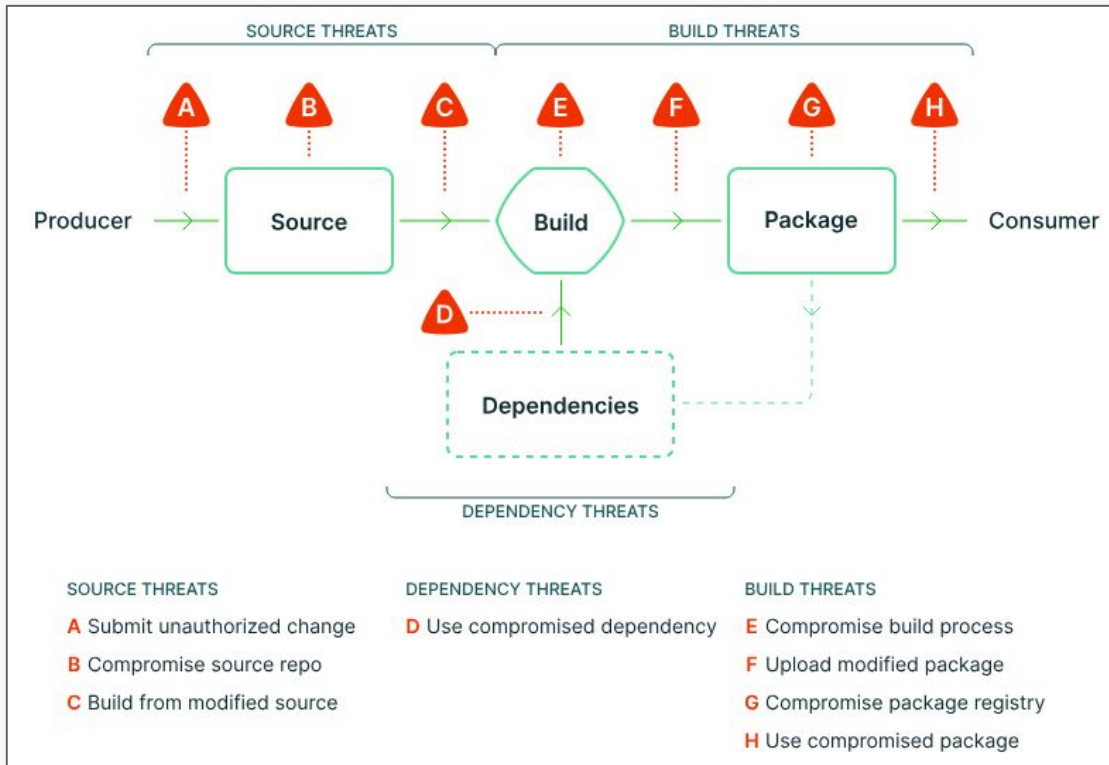 SOURCE THREATS
BUILD THREATS
A
B
C
E
F
G
H
Producer
Source
Build
Package
Consumer
D
Dependencies
DEPENDENCY THREATS
SOURCE THREATS
A Submit unauthorized change
B Compromise source repo
C Build from modified source
DEPENDENCY THREATS
D Use compromised dependency
BUILD THREATS
E Compromise build process
F Upload modified package
G Compromise package registry
H Use compromised package